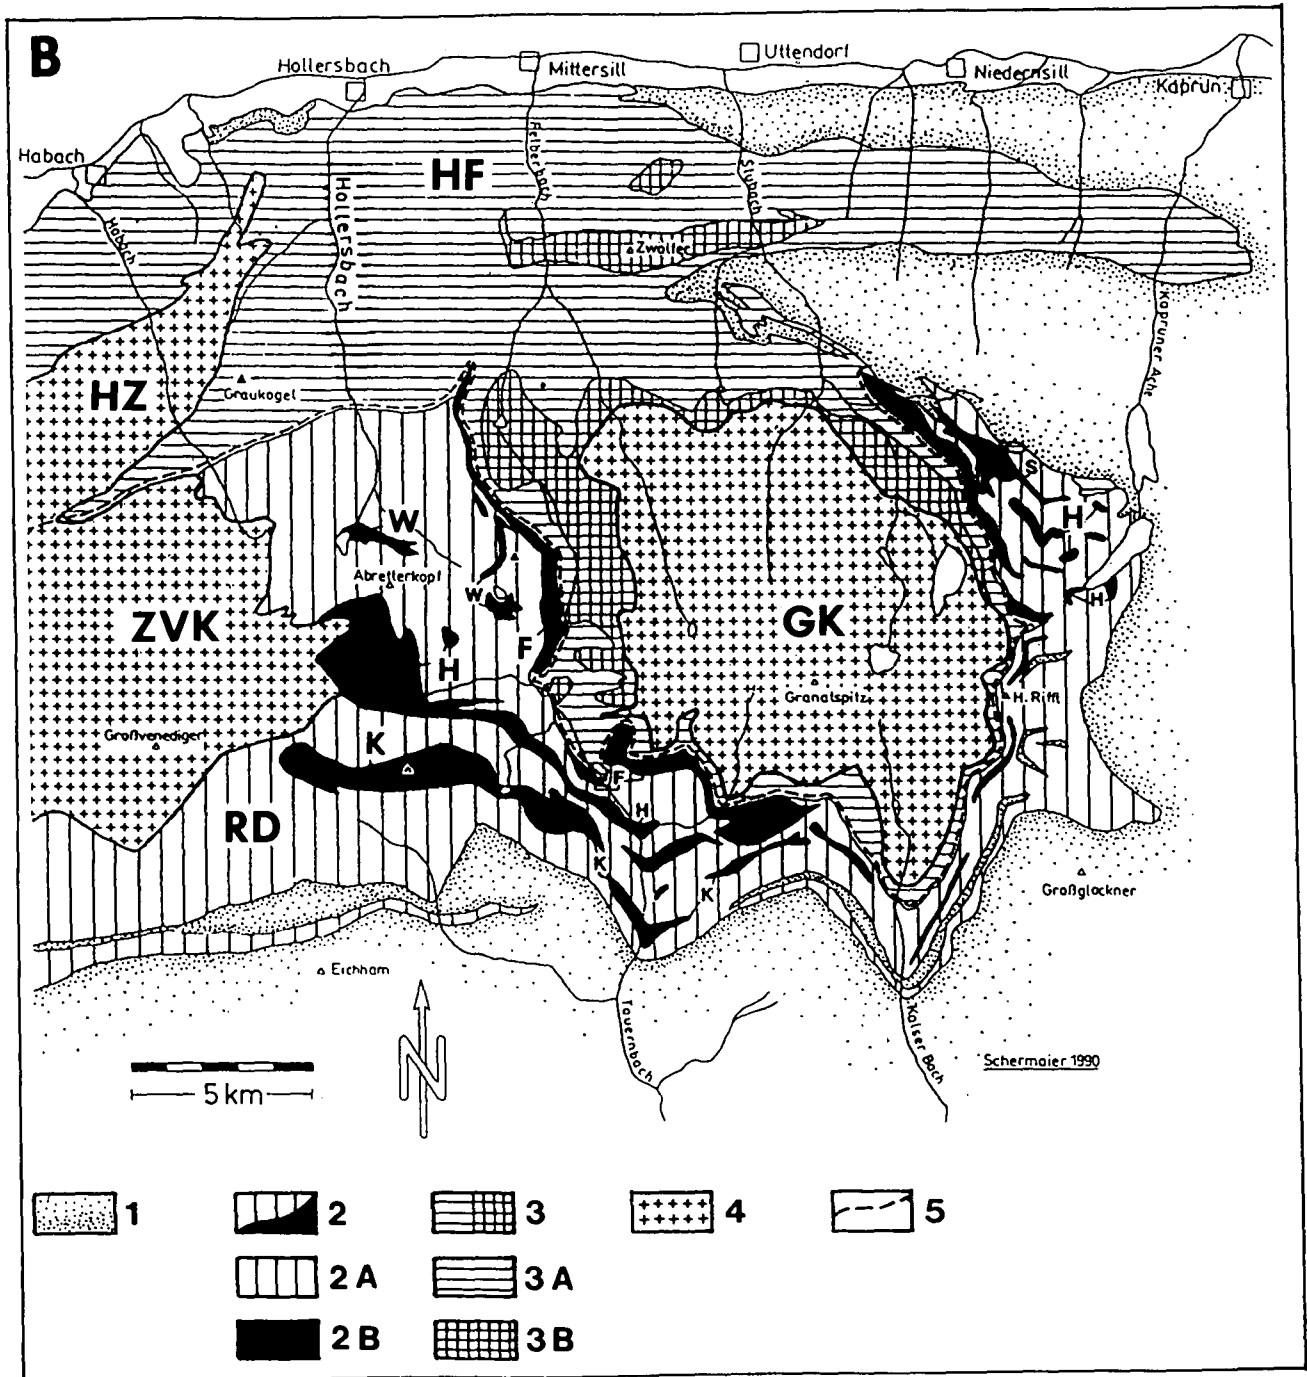 B
Hollersbach
Mittersill
Uttendorf
Niedernsill
Kaprun
Habach
Habach
Hollersbach
Felberbach
Stubach
HF
Zwölfer
Kapruner Ache
HZ
Graukogel
S
W
H
Abretterkopf
W
H
ZVK
F
H
GK
Granatspitz
H. Riffl
Großvenediger
K
F
RD
H
K
K
Großglockner
Eichham
Tauernbach
Kalser Bach
Schermaier 1990
N
5 km
1
2
3
4
5
2 A
3 A
2 B
3 B